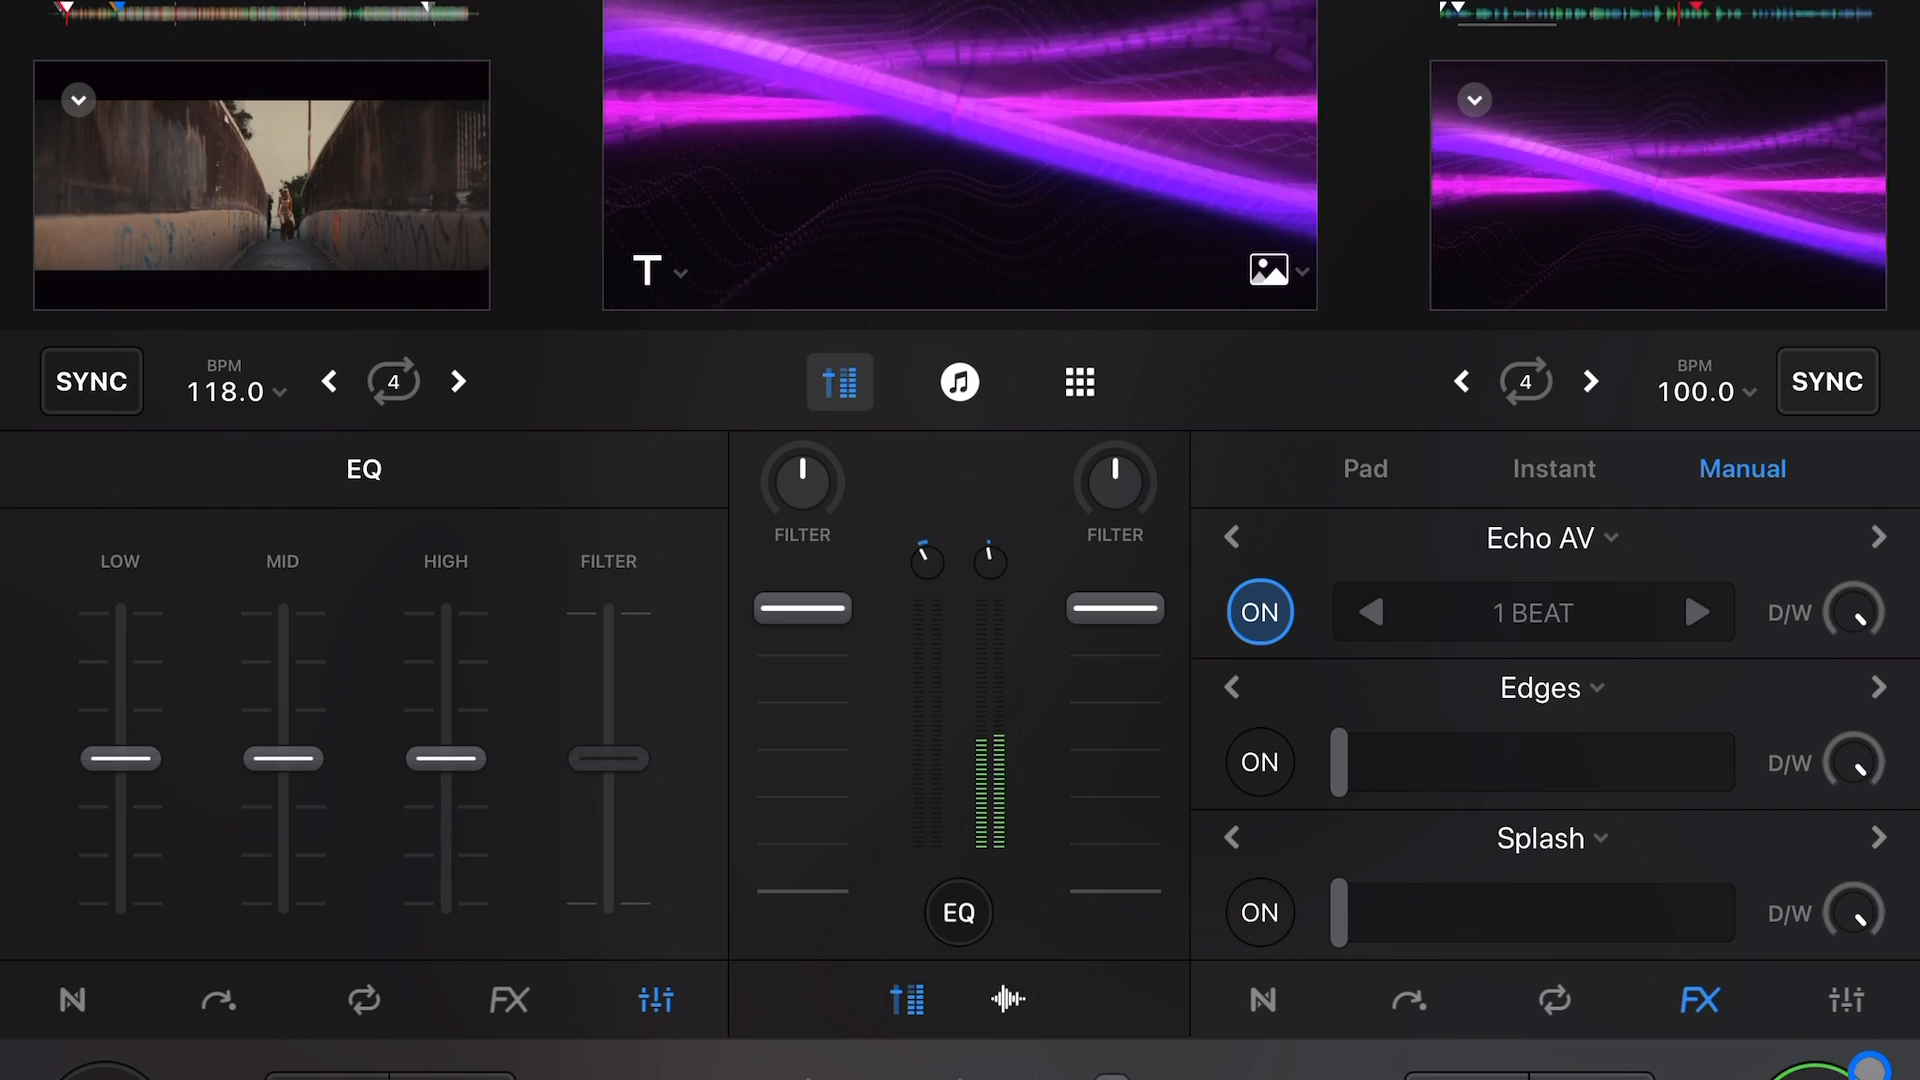 T
SYNC
BPM
118.0
4
4
BPM
100.0
SYNC
EQ
LOW
MID
HIGH
FILTER
FILTER
FILTER
EQ
Pad
Instant
Manual
Echo AV
ON
1 BEAT
D/W
Edges
ON
D/W
Splash
ON
D/W
N
FX
N
FX